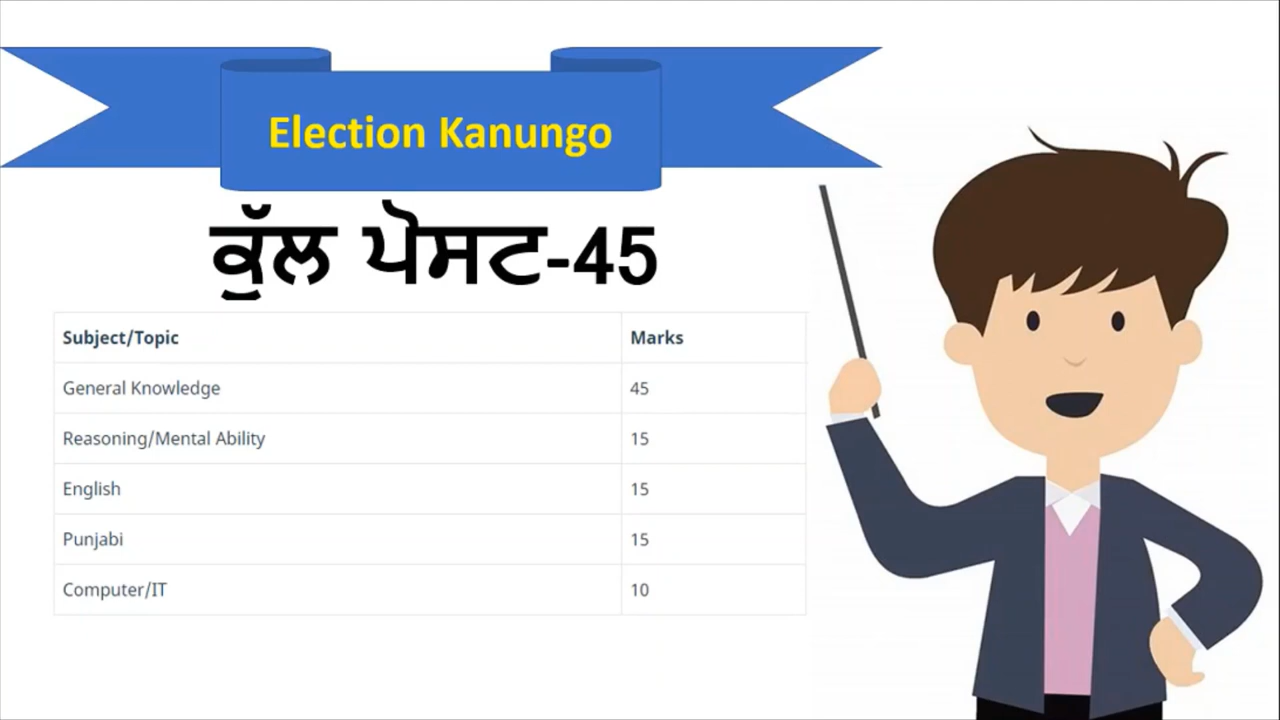 Election Kanungo
ਕੁੱਲ ਪੋਸਟ-45
Subject/Topic Marks
General Knowledge 45
Reasoning/Mental Ability 15
English 15
Punjabi 15
Computer/IT 10